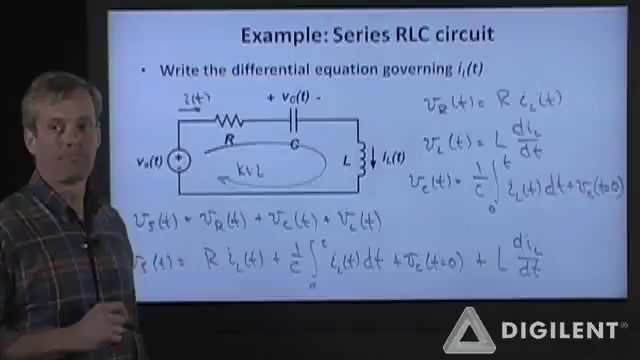 Example: Series RLC circuit
• Write the differential equation governing iL(t)
i(t)
+ vC(t) -
R
C
vs(t)
+
-
KVL
L
iL(t)
vR(t) = R iL(t)
vL(t) = L diL/dt
vC(t) = 1/C ∫₀ᵗ iL(t) dt + vC(t=0)
vS(t) = vR(t) + vC(t) + vL(t)
vS(t) = R iL(t) + 1/C ∫₀ᵗ iL(t) dt + vC(t=0) + L diL/dt
DIGILENT®